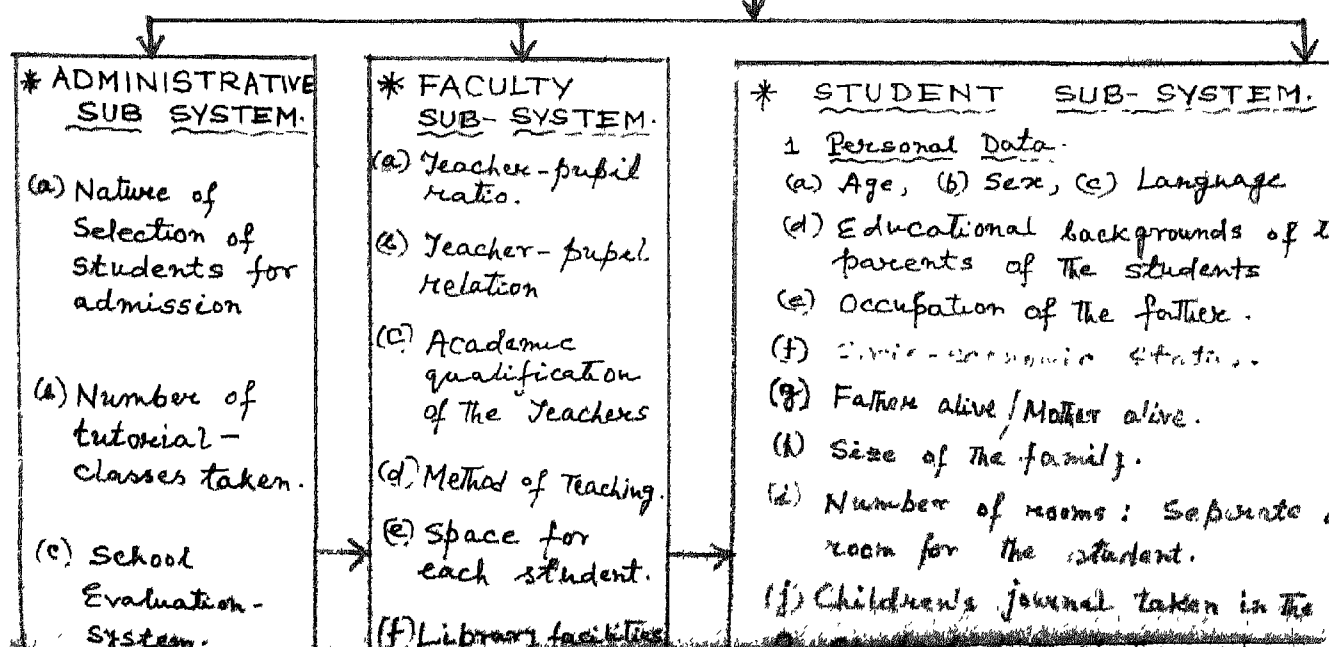 * ADMINISTRATIVE
SUB SYSTEM.
(a) Nature of
Selection of
Students for
admission
(b) Number of
tutorial-
classes taken.
(c) School
Evaluation-
System.
* FACULTY
SUB-SYSTEM.
(a) Teacher-pupil
ratio.
(b) Teacher-pupel
relation
(c) Academic
qualification
of the Teachers
(d) Method of Teaching.
(e) Space for
each student.
(f) Library facilities
* STUDENT SUB-SYSTEM.
1 Personal Data.
(a) Age, (b) Sex, (c) Language
(d) Educational backgrounds of
parents of the students
(e) Occupation of the father.
(f)
(g) Father alive/Mother alive.
(h) Size of the family.
(i) Number of rooms: Seperate
room for the student.
(j) Children's journal taken in the